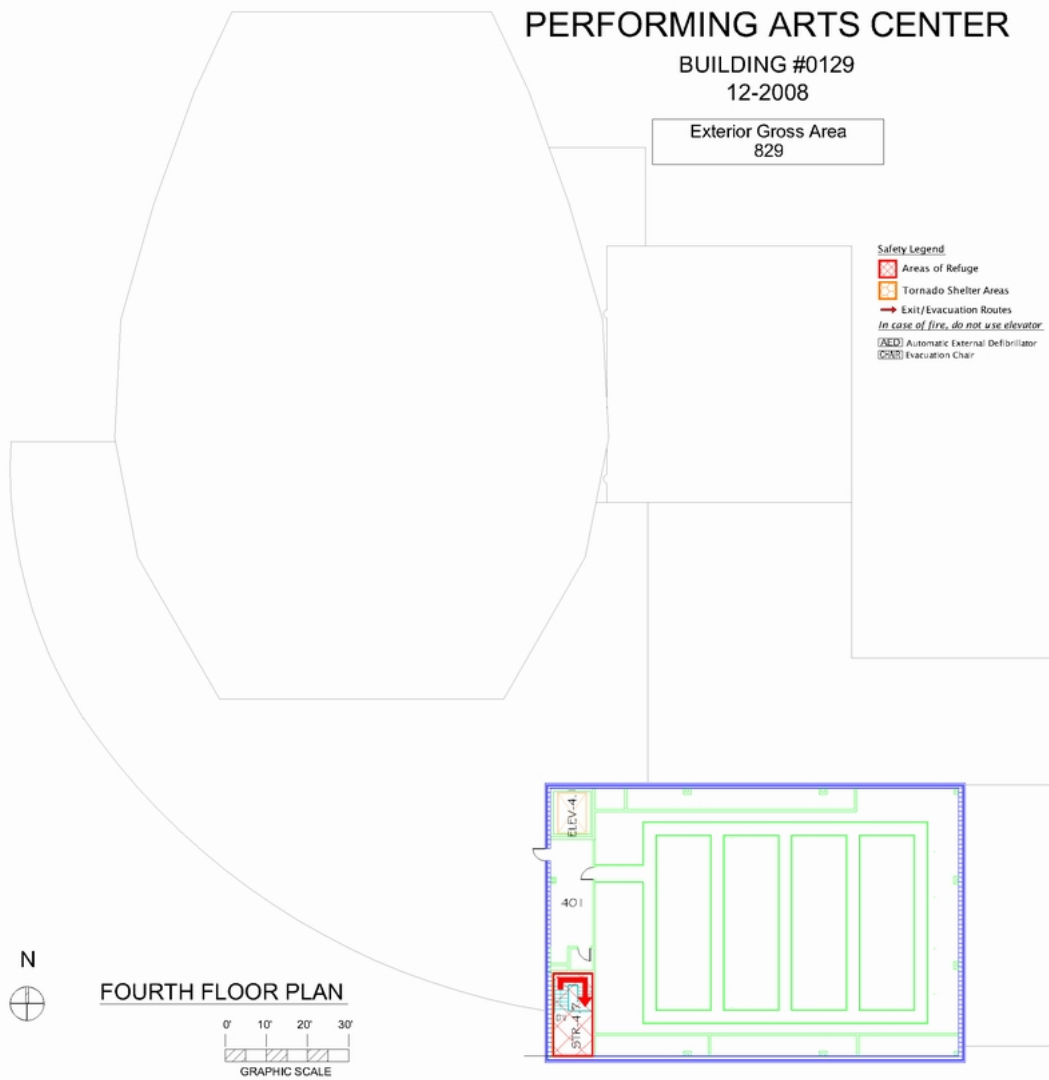 PERFORMING ARTS CENTER
BUILDING #0129
12-2008
Exterior Gross Area
829
Safety Legend
Areas of Refuge
Tornado Shelter Areas
Exit/Evacuation Routes
In case of fire, do not use elevator
AED Automatic External Defibrillator
CHAIR Evacuation Chair
ELEV-4.
401
STR-4.7.
N
FOURTH FLOOR PLAN
0' 10' 20' 30'
GRAPHIC SCALE